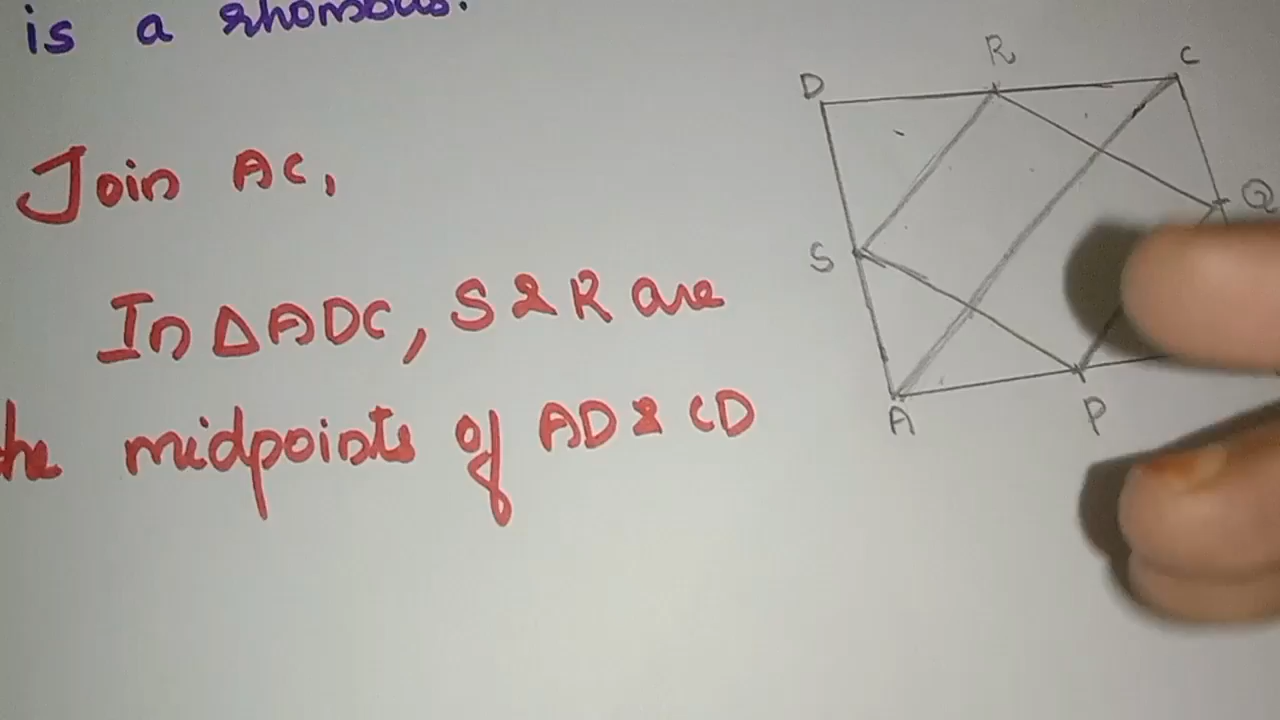 is a rhombus.
Join AC,
In △ADC, S & R are
the midpoints of AD & CD
D
R
C
S
Q
A
P